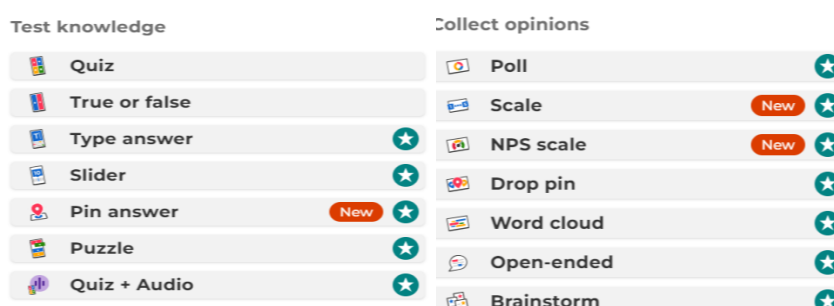 Test knowledge
Quiz
True or false
Type answer
Slider
Pin answer New
Puzzle
Quiz + Audio
Collect opinions
Poll
Scale New
NPS scale New
Drop pin
Word cloud
Open-ended
Brainstorm